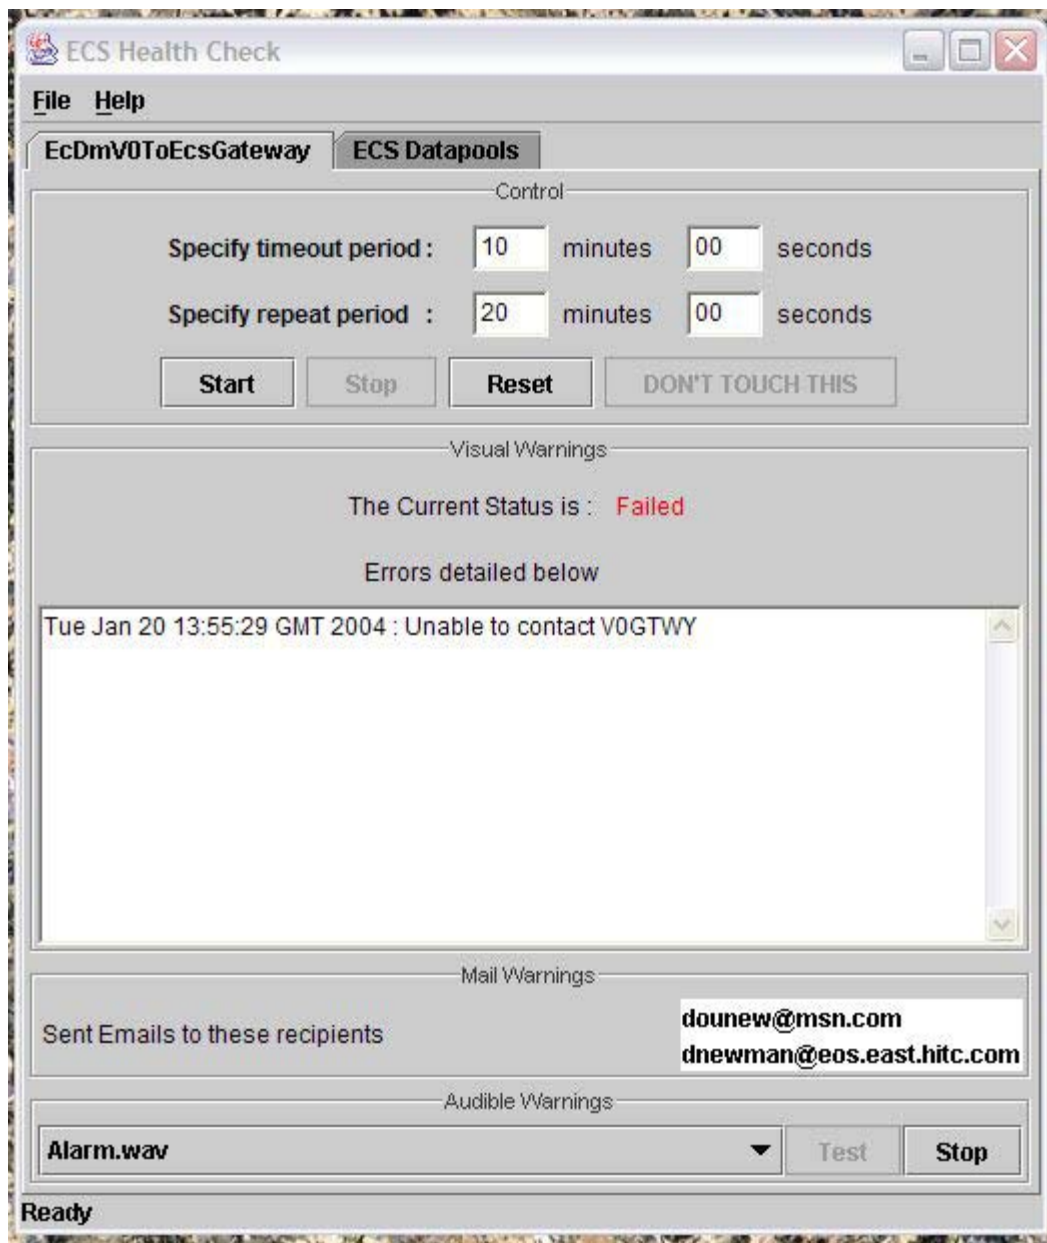 ECS Health Check
File Help
EcDmV0ToEcsGateway ECS Datapools
Control
Specify timeout period : 10 minutes 00 seconds
Specify repeat period : 20 minutes 00 seconds
Start Stop Reset DON'T TOUCH THIS
Visual Warnings
The Current Status is : Failed
Errors detailed below
Tue Jan 20 13:55:29 GMT 2004 : Unable to contact V0GTWY
Mail Warnings
Sent Emails to these recipients
dounew@msn.com
dnewman@eos.east.hitc.com
Audible Warnings
Alarm.wav Test Stop
Ready